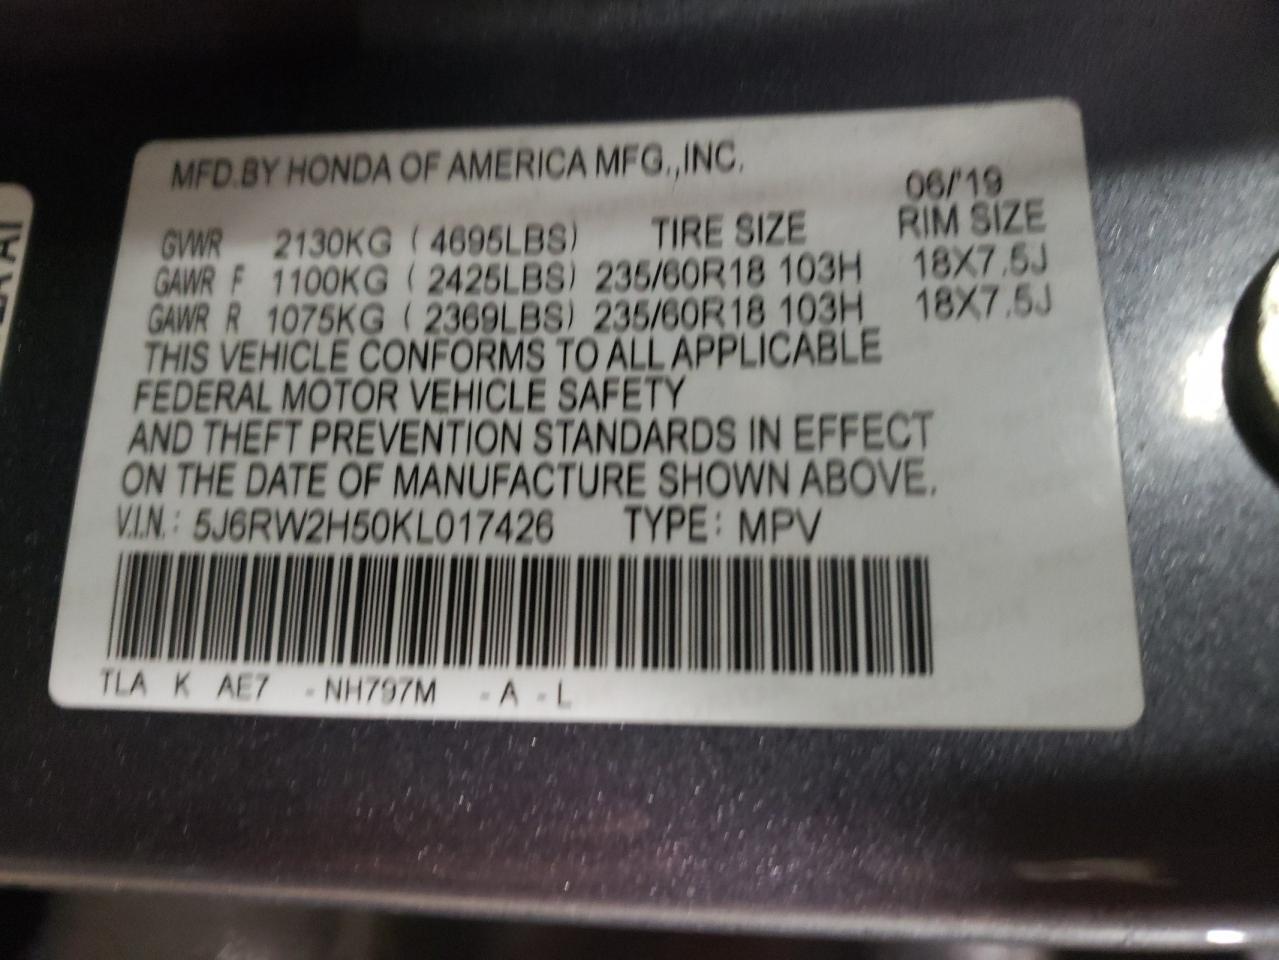 MFD.BY HONDA OF AMERICA MFG.,INC.
06/'19
GVWR 2130KG ( 4695LBS) TIRE SIZE RIM SIZE
GAWR F 1100KG ( 2425LBS) 235/60R18 103H 18X7.5J
GAWR R 1075KG ( 2369LBS) 235/60R18 103H 18X7.5J
THIS VEHICLE CONFORMS TO ALL APPLICABLE
FEDERAL MOTOR VEHICLE SAFETY
AND THEFT PREVENTION STANDARDS IN EFFECT
ON THE DATE OF MANUFACTURE SHOWN ABOVE.
V.I.N.: 5J6RW2H50KL017426 TYPE: MPV
TLA K AE7 -NH797M -A -L